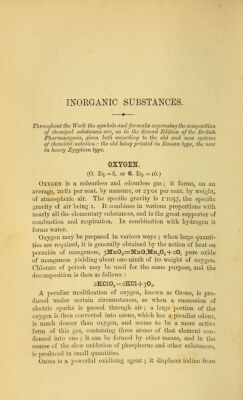 INORGANIC SUBSTANCES.
Throughout the Work the symbols and formulæ expressing the composition
of chemical substances are, as in the Second Edition of the British
Pharmacopœia, given both according to the old and new systems
of chemical notation: the old being printed in Roman type, the new
in heavy Egyptian type.
OXYGEN.
(O. Eq.=8, or O. Eq.=16.)
OXYGEN is a colourless and odourless gas; it forms, on an
average, 20·81 per cent. by measure, or 23·01 per cent. by weight,
of atmospheric air. The specific gravity is 1·1057, the specific
gravity of air being 1. It combines in various proportions with
nearly all the elementary substances, and is the great supporter of
combustion and respiration. In combination with hydrogen it
forms water.
Oxygen may be prepared in various ways; when large quanti-
ties are required, it is generally obtained by the action of heat on
peroxide of manganese, 3MnO₂=MnO,Mn₂O₃+2O, pure oxide
of manganese yielding about one-ninth of its weight of oxygen.
Chlorate of potash may be used for the same purpose, and the
decomposition is then as follows:
2KClO₃=2KCl+3O₂.
A peculiar modification of oxygen, known as Ozone, is pro-
duced under certain circumstances, as when a succession of
electric sparks is passed through air; a large portion of the
oxygen is then converted into ozone, which has a peculiar odour,
is much denser than oxygen, and seems to be a more active
form of this gas, containing three atoms of that element con-
densed into one; it can be formed by other means, and in the
course of the slow oxidation of phosphorus and other substances,
is produced in small quantities.
Ozone is a powerful oxidising agent; it displaces iodine from